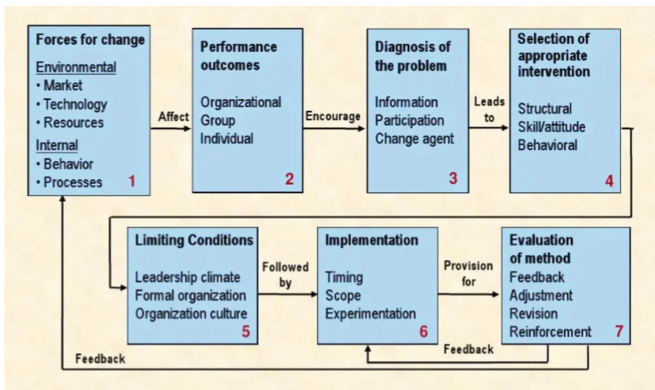 Forces for change
Environmental
• Market
• Technology
• Resources
Internal
• Behavior
• Processes 1
Affect
Performance
outcomes
Organizational
Group
Individual
2
Encourage
Diagnosis of
the problem
Information
Participation
Change agent
3
Leads
to
Selection of
appropriate
intervention
Structural
Skill/attitude
Behavioral
4
Limiting Conditions
Leadership climate
Formal organization
Organization culture
5
Followed
by
Implementation
Timing
Scope
Experimentation
6
Provision
for
Evaluation
of method
Feedback
Adjustment
Revision
Reinforcement 7
Feedback
Feedback